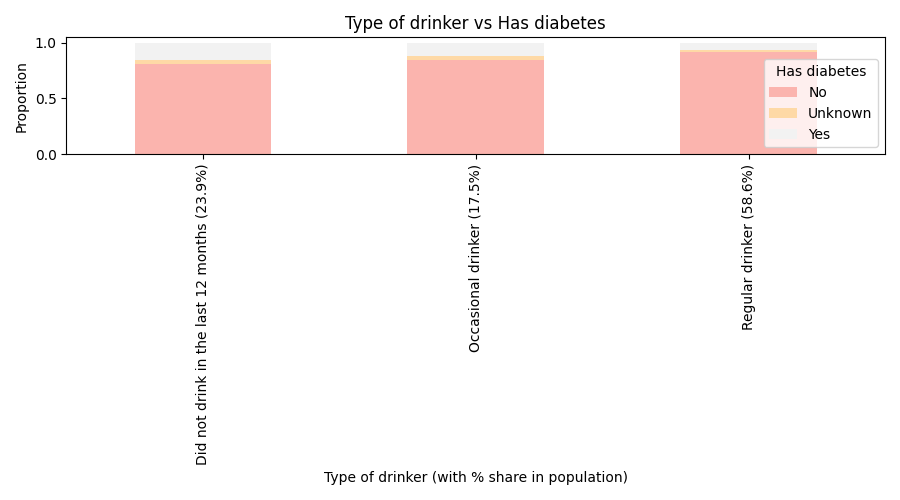 Type of drinker vs Has diabetes
Proportion
1.0
0.5
0.0
Has diabetes
No
Unknown
Yes
Did not drink in the last 12 months (23.9%)
Occasional drinker (17.5%)
Regular drinker (58.6%)
Type of drinker (with % share in population)